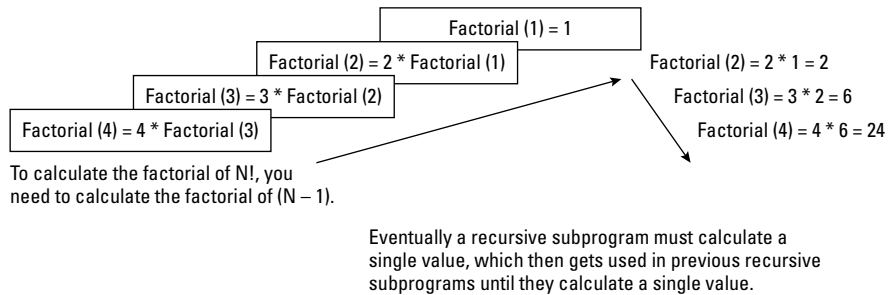 Factorial (1) = 1
Factorial (2) = 2 * Factorial (1)
Factorial (3) = 3 * Factorial (2)
Factorial (4) = 4 * Factorial (3)
To calculate the factorial of N!, you
need to calculate the factorial of (N – 1).
Factorial (2) = 2 * 1 = 2
Factorial (3) = 3 * 2 = 6
Factorial (4) = 4 * 6 = 24
Eventually a recursive subprogram must calculate a
single value, which then gets used in previous recursive
subprograms until they calculate a single value.